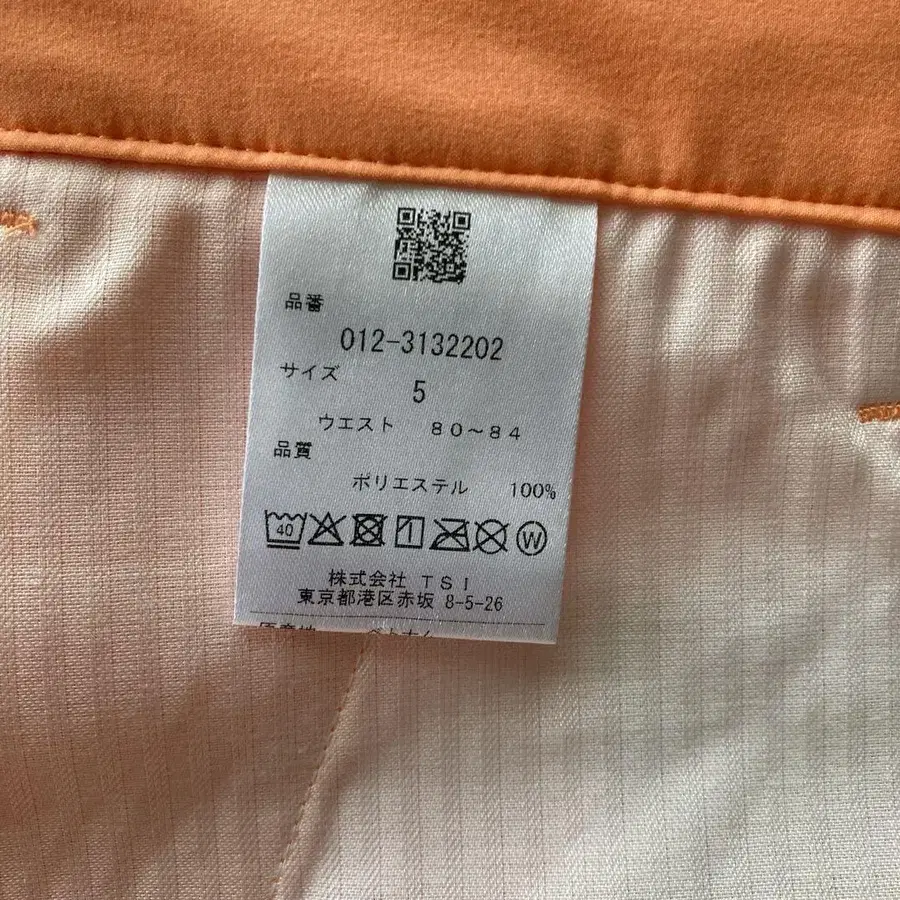 品番
012-3132202
サイズ
5
ウエスト 80～84
品質
ポリエステル 100%
40
W
株式会社 TSI
東京都港区赤坂 8-5-26